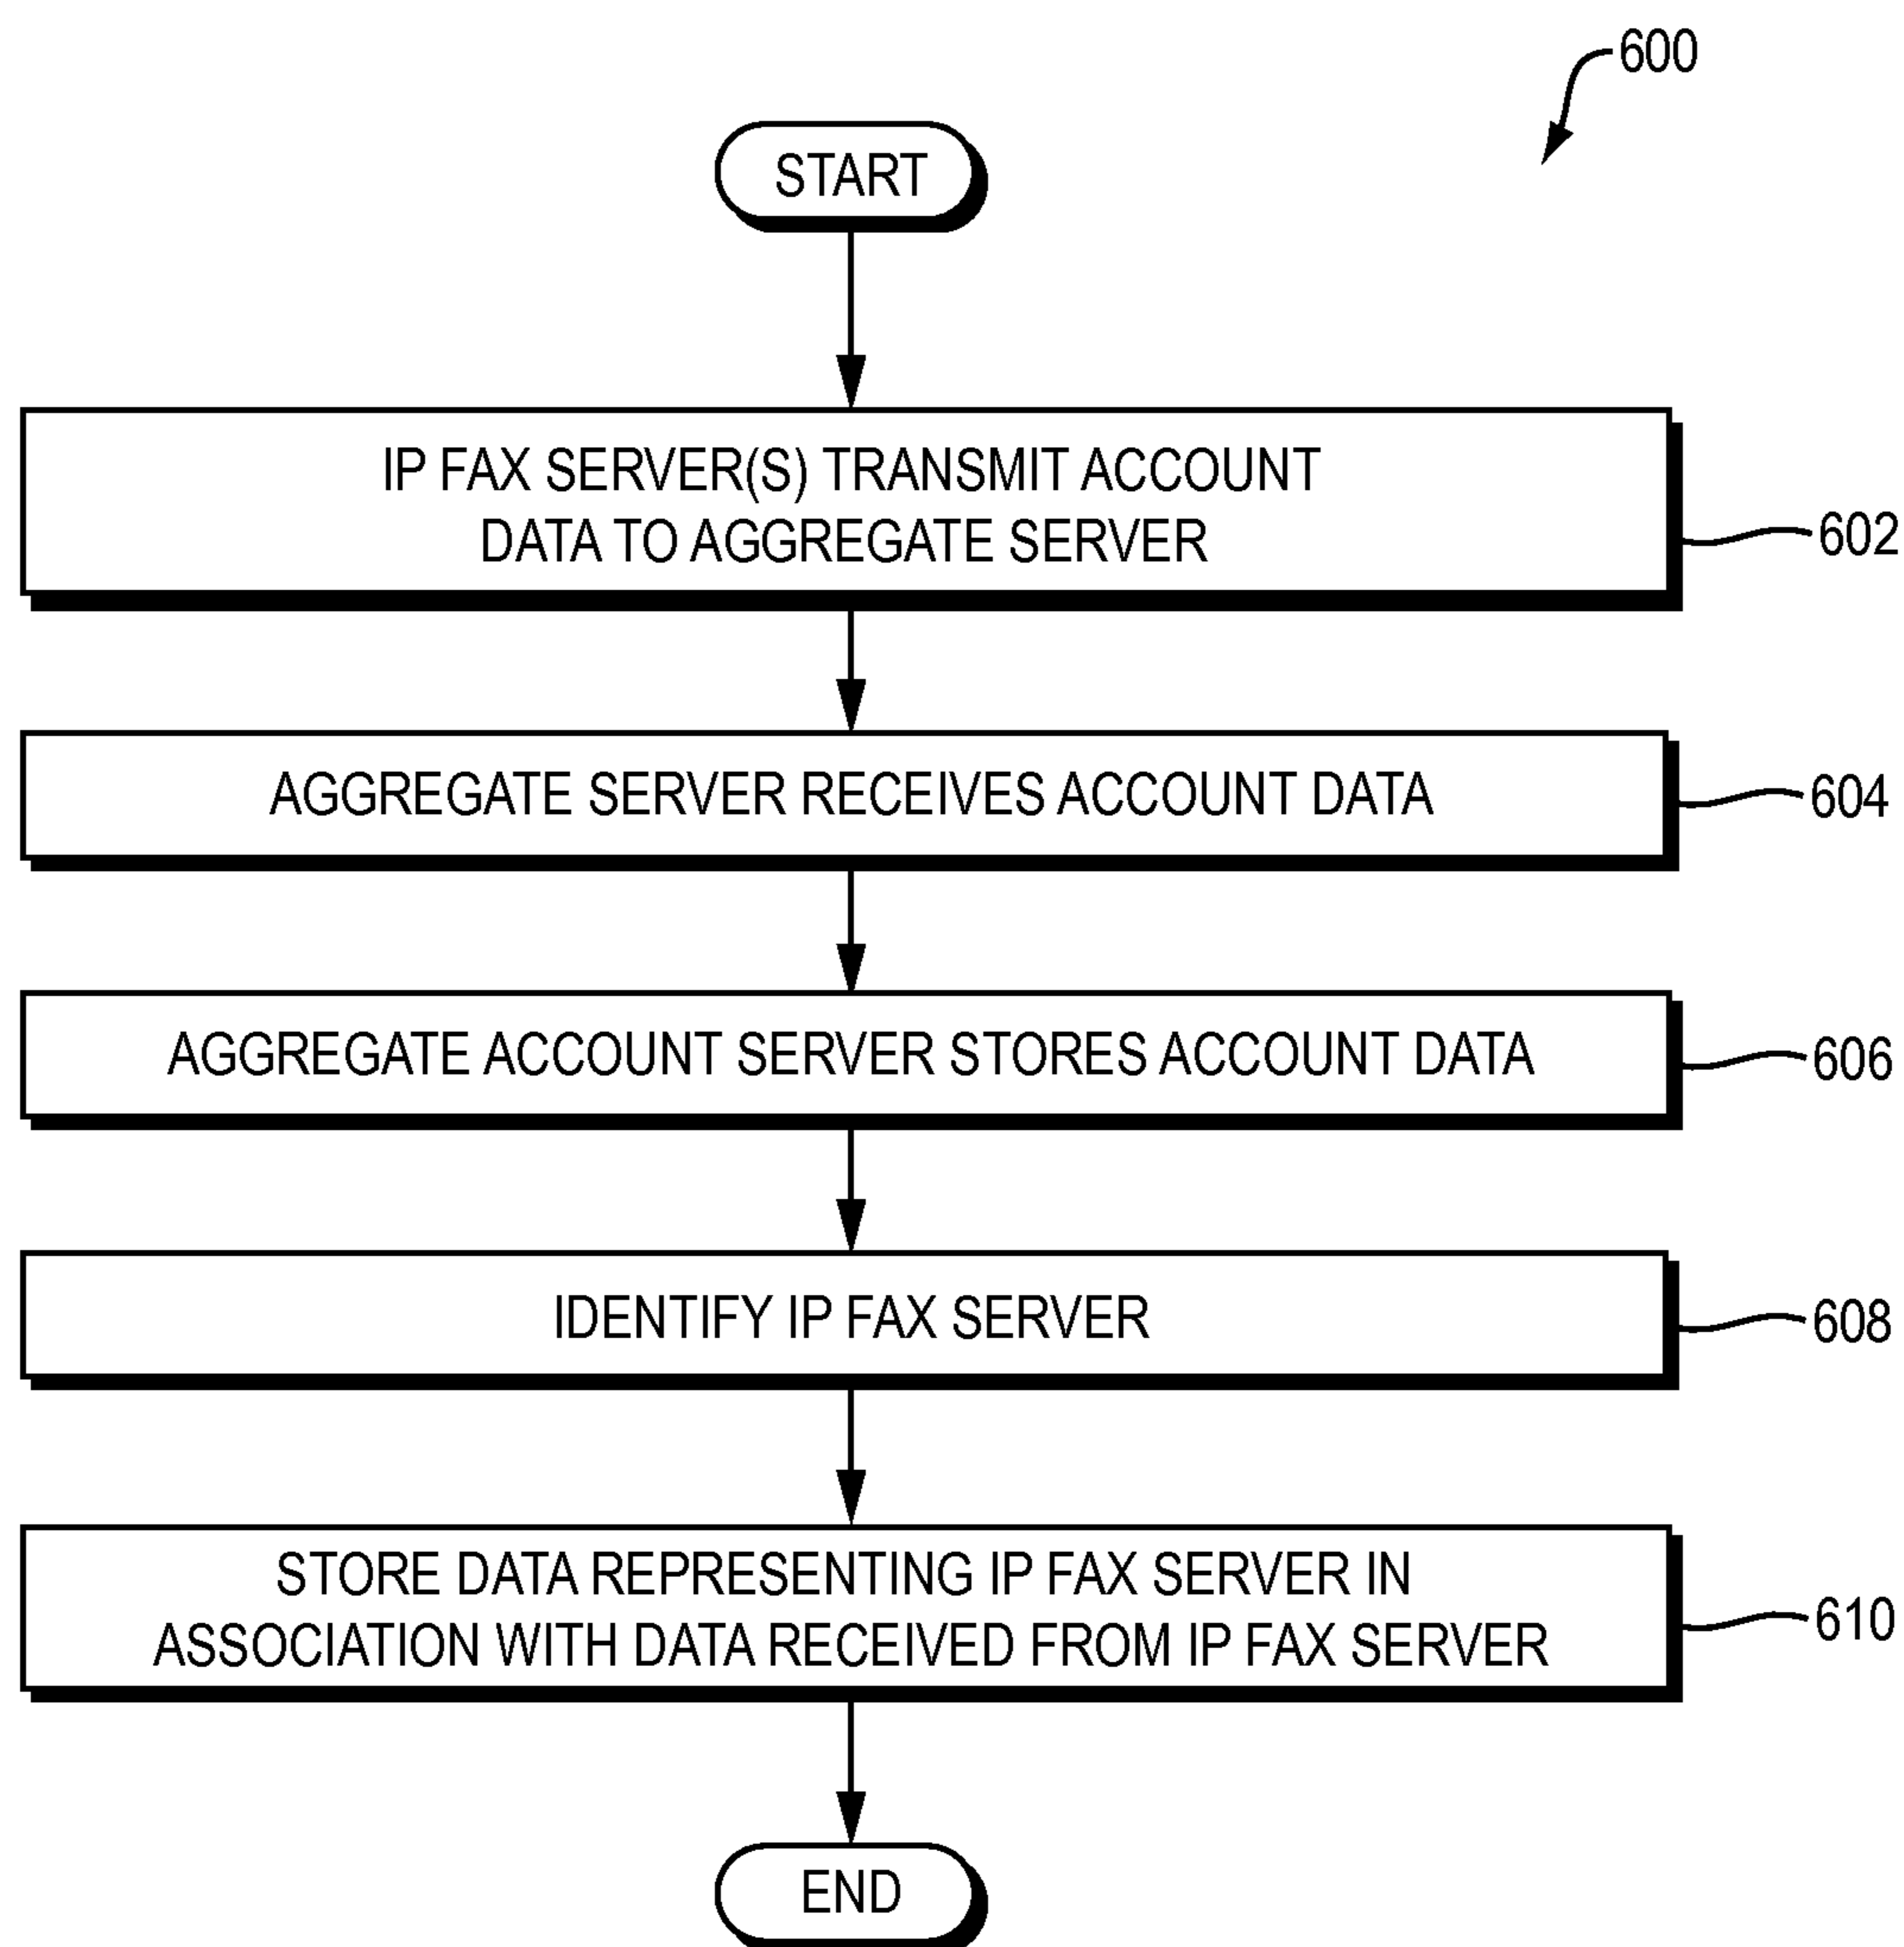 600
START
IP FAX SERVER(S) TRANSMIT ACCOUNT
DATA TO AGGREGATE SERVER
602
AGGREGATE SERVER RECEIVES ACCOUNT DATA
604
AGGREGATE ACCOUNT SERVER STORES ACCOUNT DATA
606
IDENTIFY IP FAX SERVER
608
STORE DATA REPRESENTING IP FAX SERVER IN
ASSOCIATION WITH DATA RECEIVED FROM IP FAX SERVER
610
END